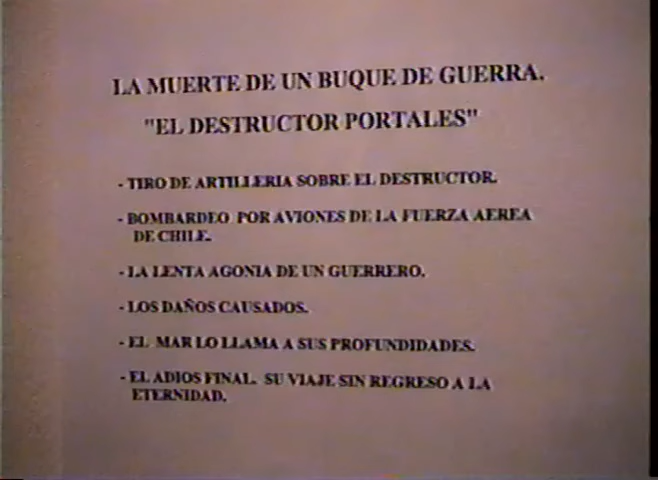 LA MUERTE DE UN BUQUE DE GUERRA.
"EL DESTRUCTOR PORTALES"
- TIRO DE ARTILLERIA SOBRE EL DESTRUCTOR.
- BOMBARDEO POR AVIONES DE LA FUERZA AEREA
DE CHILE.
- LA LENTA AGONIA DE UN GUERRERO.
- LOS DAÑOS CAUSADOS.
- EL MAR LO LLAMA A SUS PROFUNDIDADES.
- EL ADIOS FINAL. SU VIAJE SIN REGRESO A LA
ETERNIDAD.